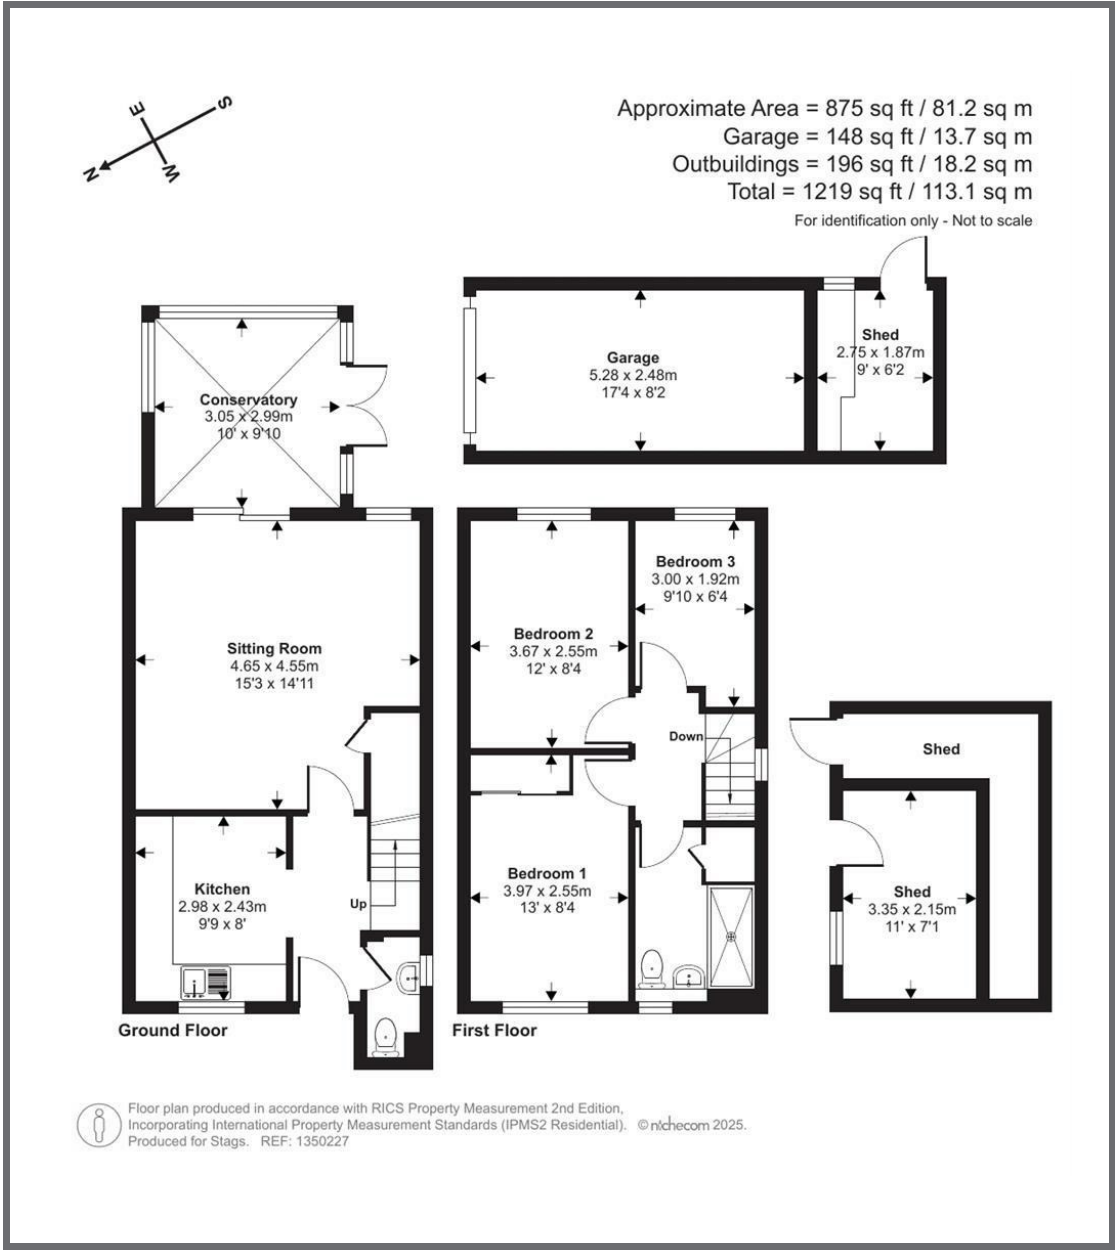 N
E
S
W
Approximate Area = 875 sq ft / 81.2 sq m
Garage = 148 sq ft / 13.7 sq m
Outbuildings = 196 sq ft / 18.2 sq m
Total = 1219 sq ft / 113.1 sq m
For identification only - Not to scale
Garage
5.28 x 2.48m
17'4 x 8'2
Shed
2.75 x 1.87m
9' x 6'2
Conservatory
3.05 x 2.99m
10' x 9'10
Sitting Room
4.65 x 4.55m
15'3 x 14'11
Kitchen
2.98 x 2.43m
9'9 x 8'
Up
Ground Floor
Bedroom 2
3.67 x 2.55m
12' x 8'4
Bedroom 3
3.00 x 1.92m
9'10 x 6'4
Down
Bedroom 1
3.97 x 2.55m
13' x 8'4
First Floor
Shed
Shed
3.35 x 2.15m
11' x 7'1
Floor plan produced in accordance with RICS Property Measurement 2nd Edition,
Incorporating International Property Measurement Standards (IPMS2 Residential). © nichecom 2025.
Produced for Stags. REF: 1350227